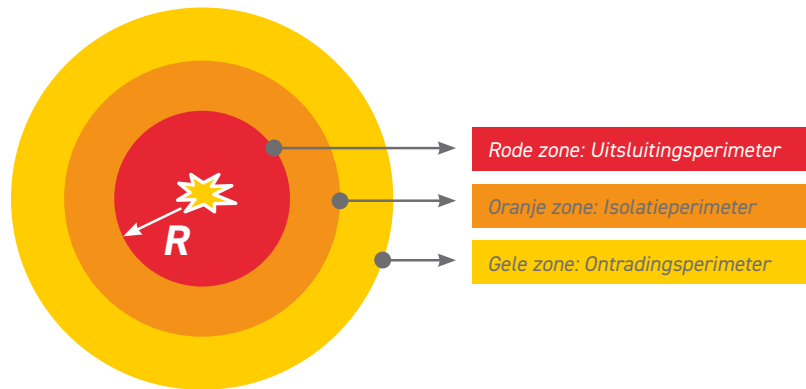 Rode zone: Uitsluitingsperimeter
Oranje zone: Isolatieperimeter
R
Gele zone: Ontradingsperimeter